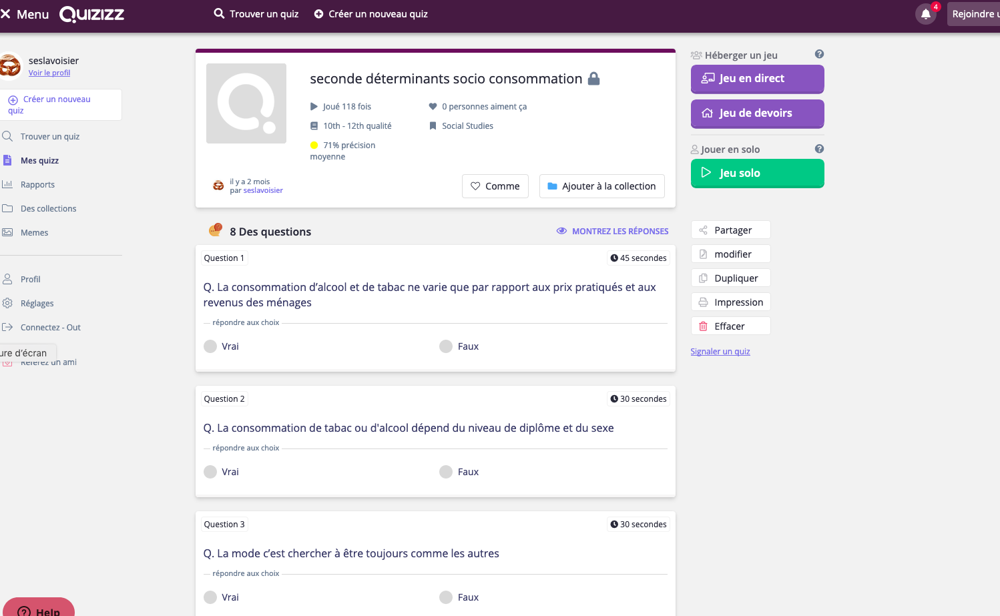 Menu QUIZIZZ
Trouver un quiz
Créer un nouveau quiz
4
Rejoindre u
seslavoisier
Voir le profil
Créer un nouveau
quiz
Trouver un quiz
Mes quizz
Rapports
Des collections
Memes
Profil
Réglages
Connectez - Out
ure d'écran
Référez un ami
Help
seconde déterminants socio consommation
Joué 118 fois
0 personnes aiment ça
10th - 12th qualité
Social Studies
71% précision
moyenne
il y a 2 mois
par seslavoisier
Comme
Ajouter à la collection
8 Des questions
MONTREZ LES RÉPONSES
Question 1
45 secondes
Q. La consommation d’alcool et de tabac ne varie que par rapport aux prix pratiqués et aux
revenus des ménages
répondre aux choix
Vrai
Faux
Question 2
30 secondes
Q. La consommation de tabac ou d'alcool dépend du niveau de diplôme et du sexe
répondre aux choix
Vrai
Faux
Question 3
30 secondes
Q. La mode c’est chercher à être toujours comme les autres
répondre aux choix
Vrai
Faux
Héberger un jeu
Jeu en direct
Jeu de devoirs
Jouer en solo
Jeu solo
Partager
modifier
Dupliquer
Impression
Effacer
Signaler un quiz